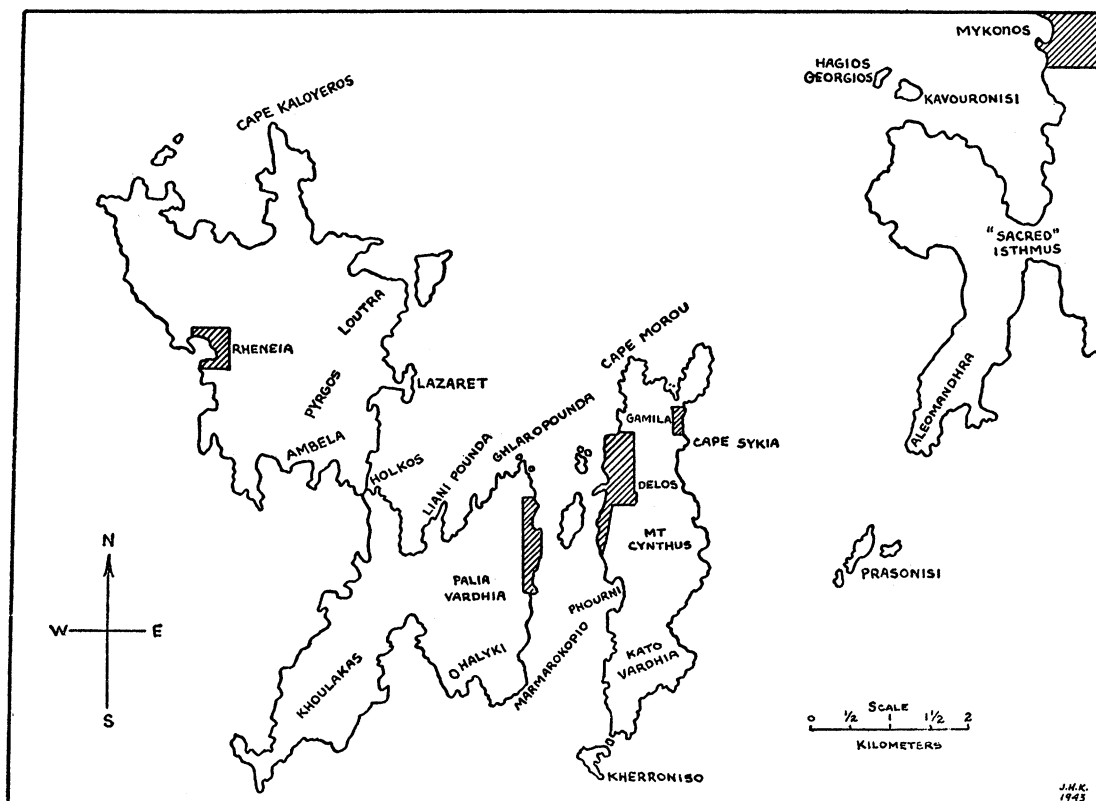 MYKONOS
HAGIOS
GEORGIOS
KAVOURONISI
CAPE KALOYEROS
"SACRED"
ISTHMUS
LOUTRA
RHENEIA
CAPE MOROU
LAZARET
PYRGOS
ALEOMANDHRA
GAMILA
CAPE SYKIA
AMBELA
HOLKOS
LIANI POUNDA
GHLAROPOUNDA
DELOS
MT
CYNTHUS
N
W
E
S
PALIA
VARDHIA
PHOURNI
PRASONISI
KHOULAKAS
HALYKI
MARMAROKOPIO
KATO
VARDHIA
SCALE
0 1/2 1 1 1/2 2
KILOMETERS
KHERRONISO
J.H.K.
1943